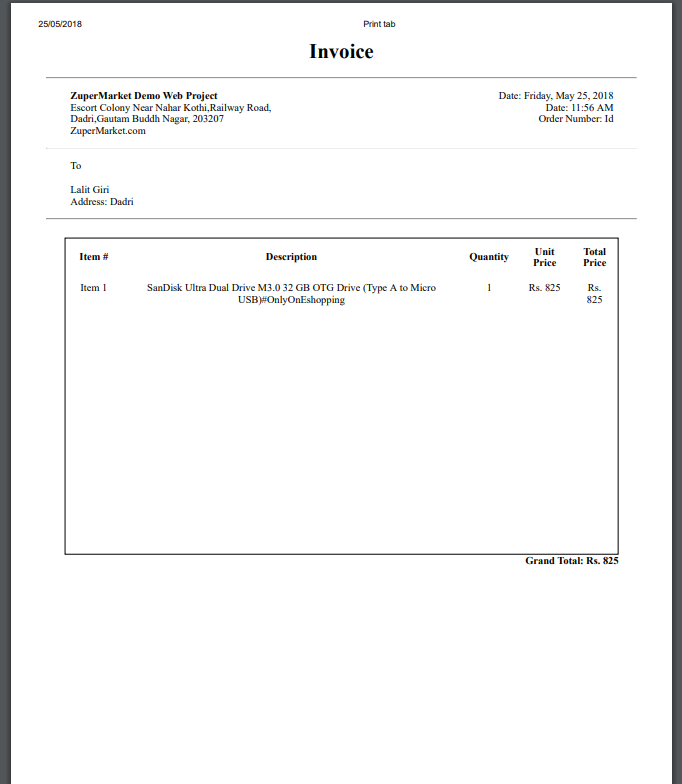 25/05/2018 Print tab
Invoice
ZuperMarket Demo Web Project
Escort Colony Near Nahar Kothi,Railway Road,
Dadri,Gautam Buddh Nagar, 203207
ZuperMarket.com
Date: Friday, May 25, 2018
Date: 11:56 AM
Order Number: Id
To
Lalit Giri
Address: Dadri
Item # Description Quantity Unit Price Total Price
Item 1 SanDisk Ultra Dual Drive M3.0 32 GB OTG Drive (Type A to Micro 1 Rs. 825 Rs.
USB)#OnlyOnEshopping 825
Grand Total: Rs. 825